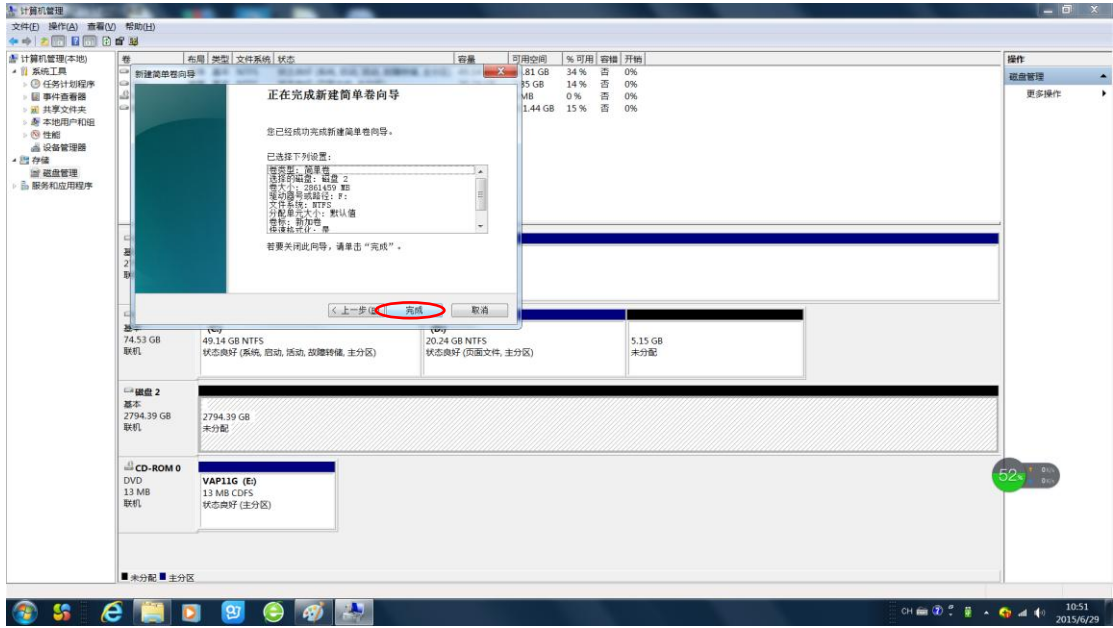 计算机管理
文件(F) 操作(A) 查看(V) 帮助(H)
计算机管理(本地)
系统工具
任务计划程序
事件查看器
共享文件夹
本地用户和组
性能
设备管理器
存储
磁盘管理
服务和应用程序
卷 布局 类型 文件系统 状态 容量 可用空间 % 可用 容错 开销
.81 GB 34 % 否 0%
35 GB 14 % 否 0%
MB 0 % 否 0%
1.44 GB 15 % 否 0%
新建简单卷向导
正在完成新建简单卷向导
您已经成功完成新建简单卷向导。
已选择下列设置:
卷类型: 简单卷
选择的磁盘: 磁盘 2
卷大小: 2861459 MB
驱动器号或路径: F:
文件系统: NTFS
分配单元大小: 默认值
卷标: 新加卷
快速格式化: 是
若要关闭此向导，请单击“完成”。
< 上一步(B) 完成 取消
74.53 GB
联机
(C:)
49.14 GB NTFS
状态良好 (系统, 启动, 活动, 故障转储, 主分区)
(D:)
20.24 GB NTFS
状态良好 (页面文件, 主分区)
5.15 GB
未分配
磁盘 2
基本
2794.39 GB
联机
2794.39 GB
未分配
CD-ROM 0
DVD
13 MB
联机
VAP11G (E:)
13 MB CDFS
状态良好 (主分区)
未分配 主分区
操作
磁盘管理
更多操作
52%
CH
10:51
2015/6/29